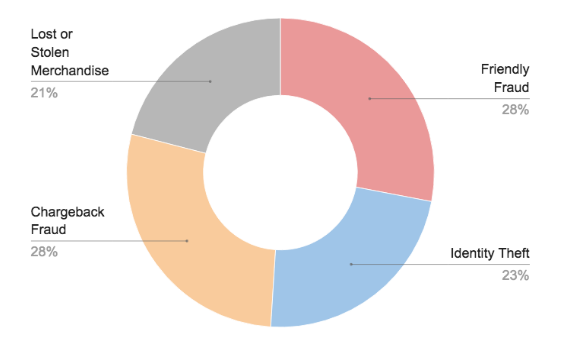 Lost or
Stolen
Merchandise
21%
Friendly
Fraud
28%
Chargeback
Fraud
28%
Identity Theft
23%